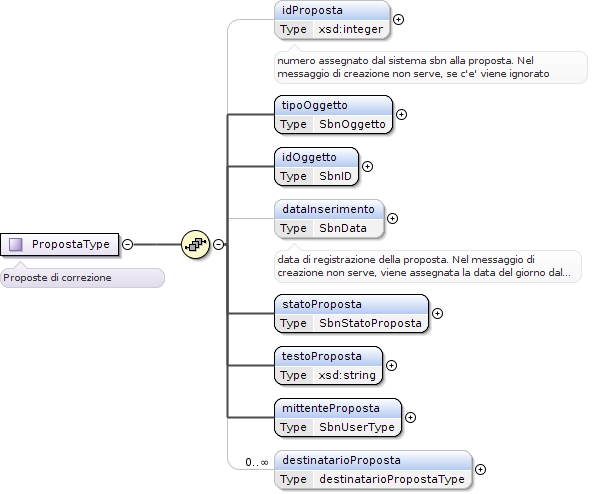 idProposta
Type xsd:integer
numero assegnato dal sistema sbn alla proposta. Nel
messaggio di creazione non serve, se c'e' viene ignorato
tipoOggetto
Type SbnOggetto
idOggetto
Type SbnID
dataInserimento
Type SbnData
data di registrazione della proposta. Nel messaggio di
creazione non serve, viene assegnata la data del giorno dal...
PropostaType
Proposte di correzione
statoProposta
Type SbnStatoProposta
testoProposta
Type xsd:string
mittenteProposta
Type SbnUserType
0..∞
destinatarioProposta
Type destinatarioPropostaType